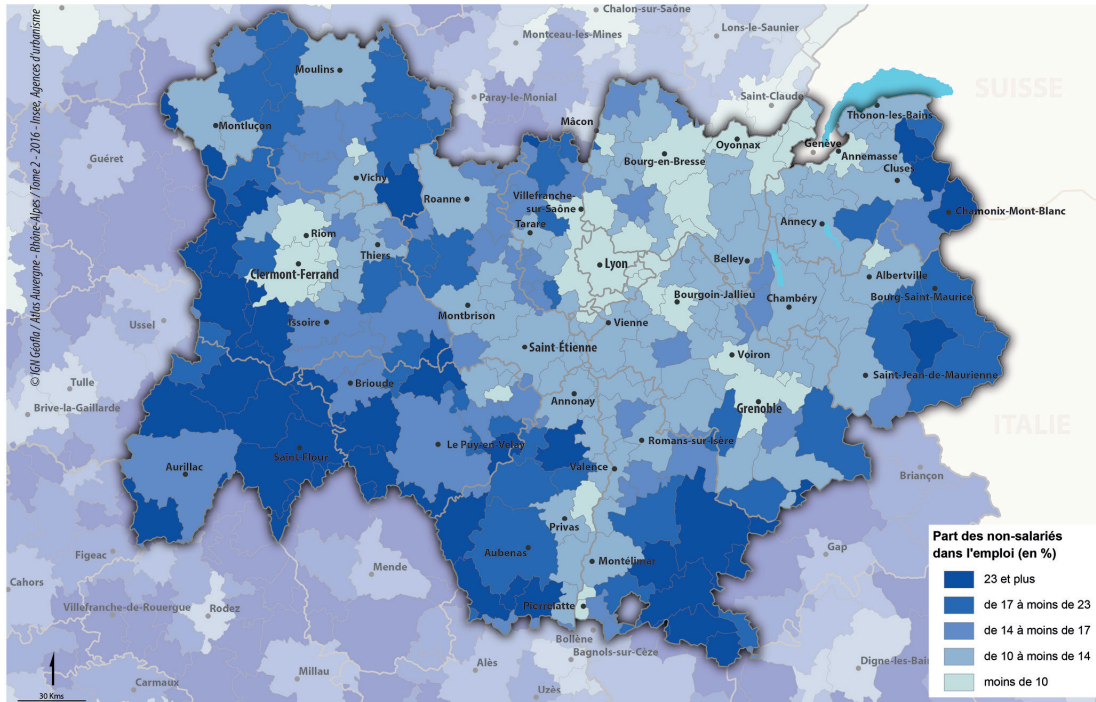 © IGN Géofla / Atlas Auvergne - Rhône-Alpes / Tome 2 - 2016 - Insee, Agences d'urbanisme
Chalon-sur-Saône
Montceau-les-Mines
Lons-le-Saunier
Moulins
SUISSE
Paray-le-Monial
Saint-Claude
Thonon-les-Bains
Mâcon
Montluçon
Oyonnax
Genève
Annemasse
Guéret
Bourg-en-Bresse
Cluses
Vichy
Villefranche-
sur-Saône
Roanne
Chamonix-Mont-Blanc
Tarare
Annecy
Riom
Thiers
Lyon
Belley
Clermont-Ferrand
Albertville
Bourg-Saint-Maurice
Bourgoin-Jallieu
Chambéry
Montbrison
Ussel
Issoire
Vienne
Saint-Étienne
Voiron
Saint-Jean-de-Maurienne
Tulle
Brioude
Annonay
Grenoble
Brive-la-Gaillarde
ITALIE
Le Puy-en-Velay
Romans-sur-Isère
Saint-Flour
Aurillac
Valence
Briançon
Privas
Aubenas
Montélimar
Figeac
Gap
Mende
Cahors
Villefranche-de-Rouergue
Rodez
Pierrelatte
Bollène
Bagnols-sur-Cèze
Alès
Millau
Digne-les-Bains
Carmaux
Uzès
30 Kms
Part des non-salariés
dans l'emploi (en %)
23 et plus
de 17 à moins de 23
de 14 à moins de 17
de 10 à moins de 14
moins de 10